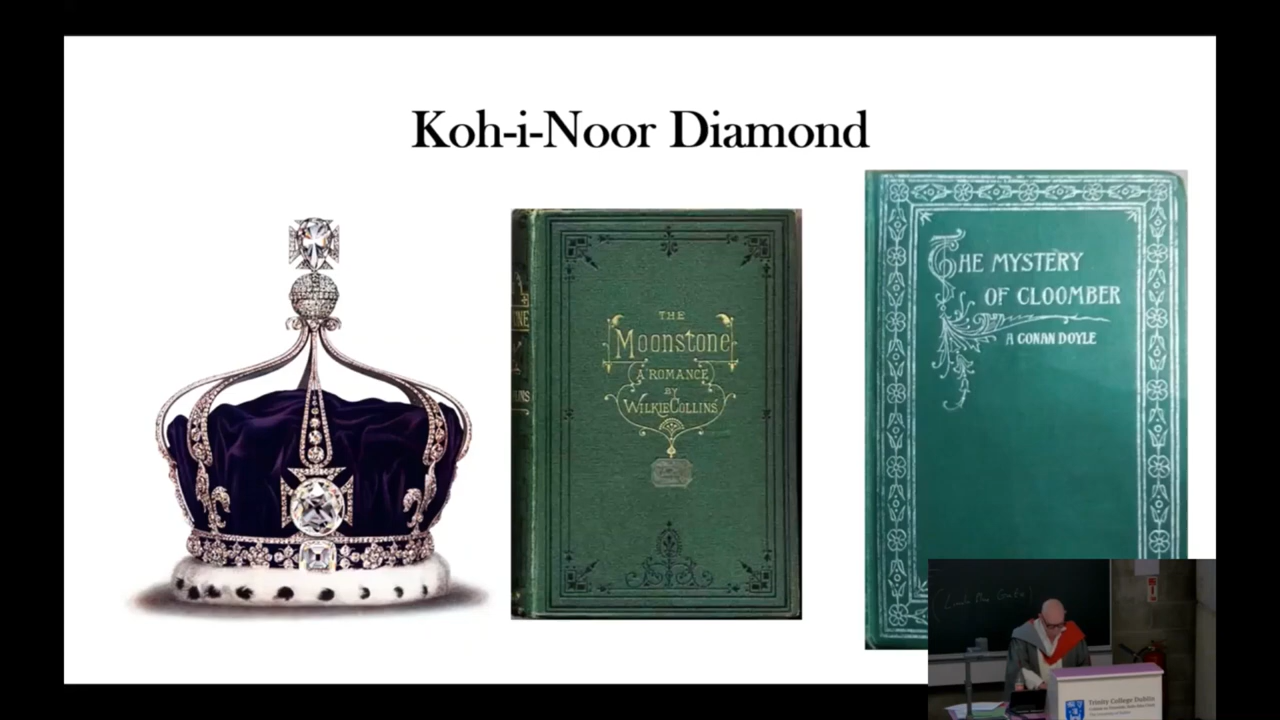 Koh-i-Noor Diamond
THE
Moonstone
A ROMANCE
BY
WILKIE COLLINS
THE MYSTERY
OF CLOOMBER
A CONAN DOYLE
Trinity College Dublin